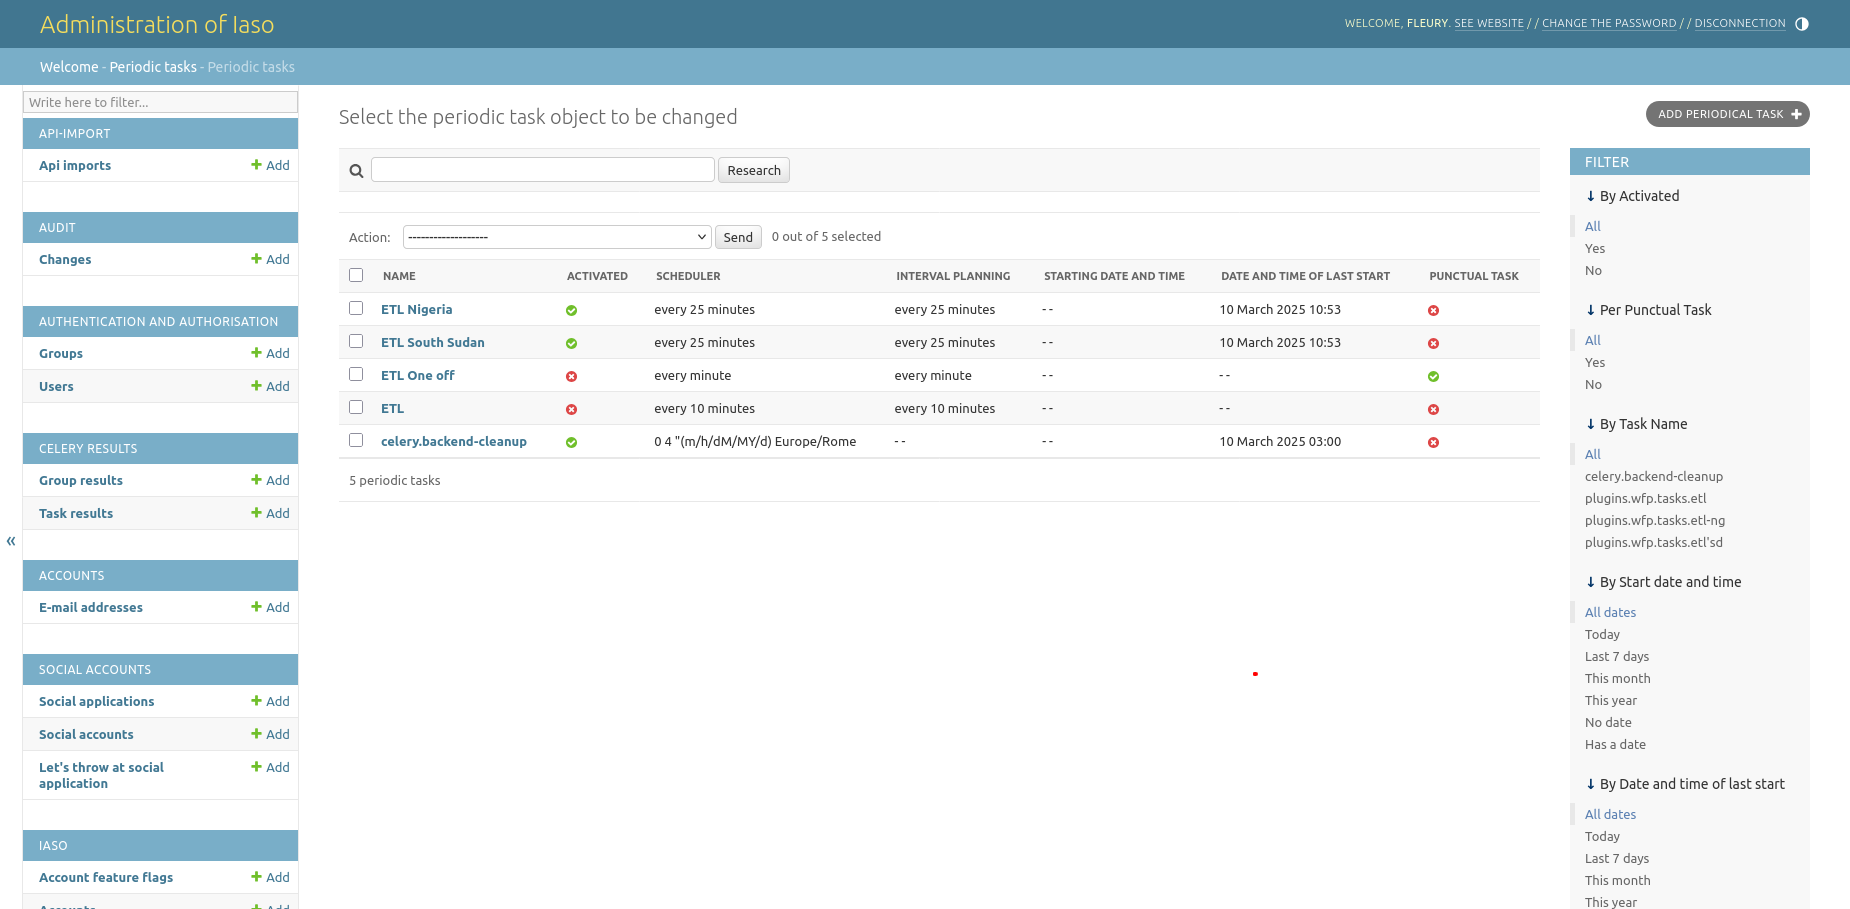 Administration of Iaso
WELCOME, FLEURY. SEE WEBSITE / / CHANGE THE PASSWORD / / DISCONNECTION
Welcome - Periodic tasks - Periodic tasks
Write here to filter...
API-IMPORT
Api imports Add
AUDIT
Changes Add
AUTHENTICATION AND AUTHORISATION
Groups Add
Users Add
CELERY RESULTS
Group results Add
Task results Add
«
ACCOUNTS
E-mail addresses Add
SOCIAL ACCOUNTS
Social applications Add
Social accounts Add
Let's throw at social Add
application
IASO
Account feature flags Add
Accounts Add
Select the periodic task object to be changed
ADD PERIODICAL TASK
Research
Action: ------------------- Send 0 out of 5 selected
NAME ACTIVATED SCHEDULER INTERVAL PLANNING STARTING DATE AND TIME DATE AND TIME OF LAST START PUNCTUAL TASK
ETL Nigeria every 25 minutes every 25 minutes -- 10 March 2025 10:53
ETL South Sudan every 25 minutes every 25 minutes -- 10 March 2025 10:53
ETL One off every minute every minute -- --
ETL every 10 minutes every 10 minutes -- --
celery.backend-cleanup 0 4 "(m/h/dM/MY/d) Europe/Rome -- -- 10 March 2025 03:00
5 periodic tasks
FILTER
↓ By Activated
All
Yes
No
↓ Per Punctual Task
All
Yes
No
↓ By Task Name
All
celery.backend-cleanup
plugins.wfp.tasks.etl
plugins.wfp.tasks.etl-ng
plugins.wfp.tasks.etl'sd
↓ By Start date and time
All dates
Today
Last 7 days
This month
This year
No date
Has a date
↓ By Date and time of last start
All dates
Today
Last 7 days
This month
This year